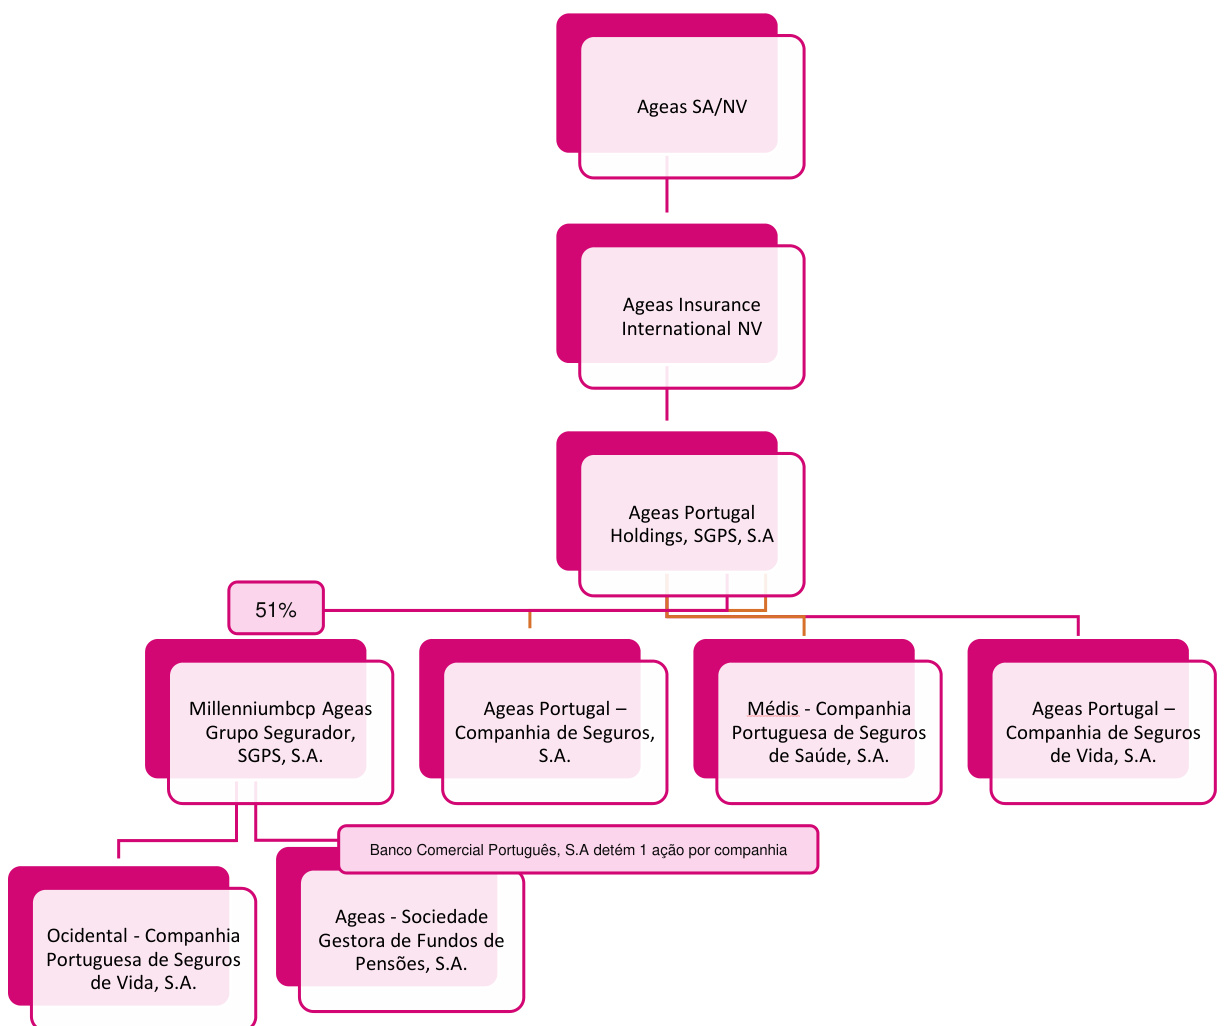 Ageas SA/NV
Ageas Insurance
International NV
Ageas Portugal
Holdings, SGPS, S.A
51%
Millenniumbcp Ageas
Grupo Segurador,
SGPS, S.A.
Ageas Portugal –
Companhia de Seguros,
S.A.
Médis - Companhia
Portuguesa de Seguros
de Saúde, S.A.
Ageas Portugal –
Companhia de Seguros
de Vida, S.A.
Banco Comercial Português, S.A detém 1 ação por companhia
Ocidental - Companhia
Portuguesa de Seguros
de Vida, S.A.
Ageas - Sociedade
Gestora de Fundos de
Pensões, S.A.